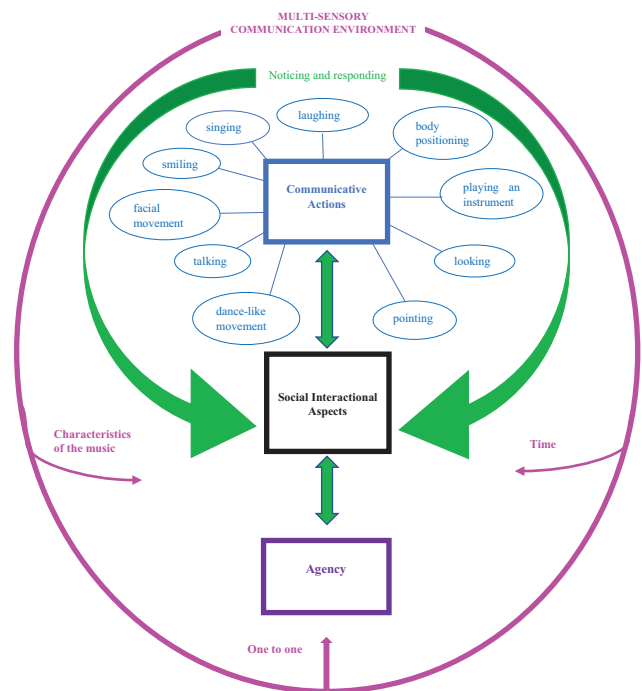 MULTI-SENSORY
COMMUNICATION ENVIRONMENT
Noticing and responding
laughing
singing
body
positioning
smiling
Communicative
Actions
playing an
instrument
facial
movement
talking
looking
dance-like
movement
pointing
Social Interactional
Aspects
Characteristics
of the music
Time
Agency
One to one